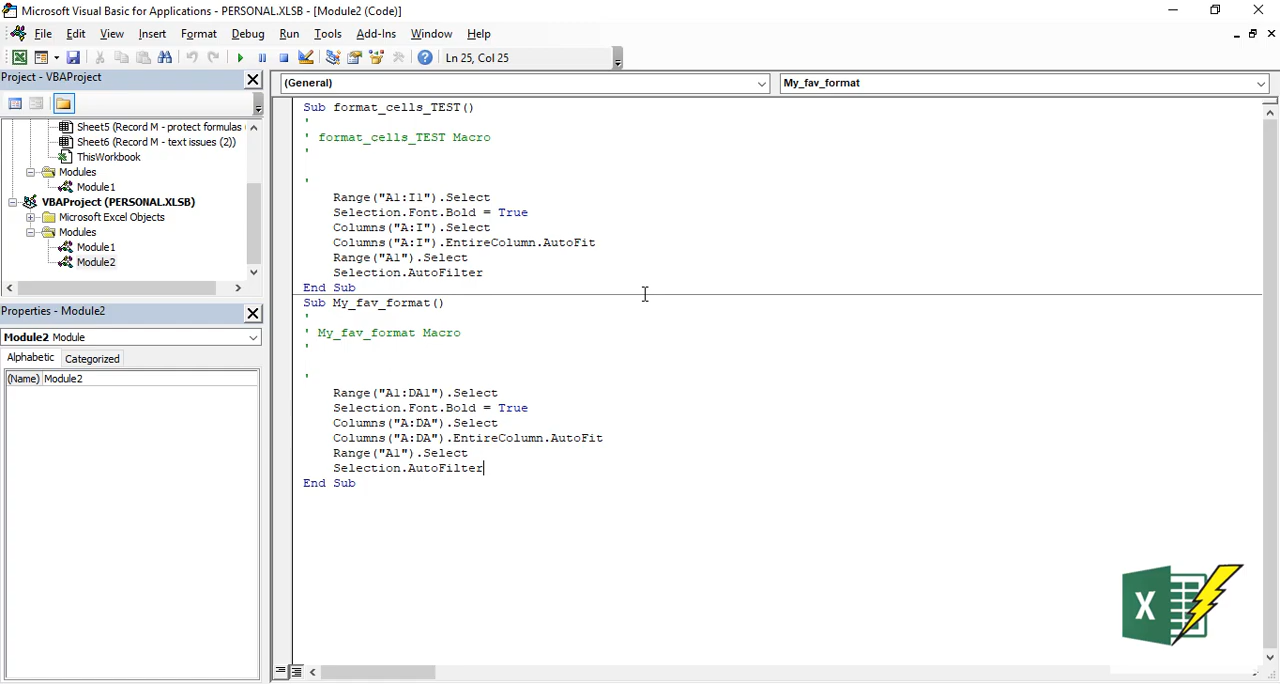 Microsoft Visual Basic for Applications - PERSONAL.XLSB - [Module2 (Code)]
File Edit View Insert Format Debug Run Tools Add-Ins Window Help
Ln 25, Col 25
Project - VBAProject
(General)
My_fav_format
Sheet5 (Record M - protect formulas
Sheet6 (Record M - text issues (2))
ThisWorkbook
Modules
Module1
VBAProject (PERSONAL.XLSB)
Microsoft Excel Objects
Modules
Module1
Module2
Properties - Module2
Module2 Module
Alphabetic Categorized
(Name) Module2
Sub format_cells_TEST()
'
' format_cells_TEST Macro
'
'
Range("A1:I1").Select
Selection.Font.Bold = True
Columns("A:I").Select
Columns("A:I").EntireColumn.AutoFit
Range("A1").Select
Selection.AutoFilter
End Sub
Sub My_fav_format()
'
' My_fav_format Macro
'
'
Range("A1:DA1").Select
Selection.Font.Bold = True
Columns("A:DA").Select
Columns("A:DA").EntireColumn.AutoFit
Range("A1").Select
Selection.AutoFilter
End Sub
X